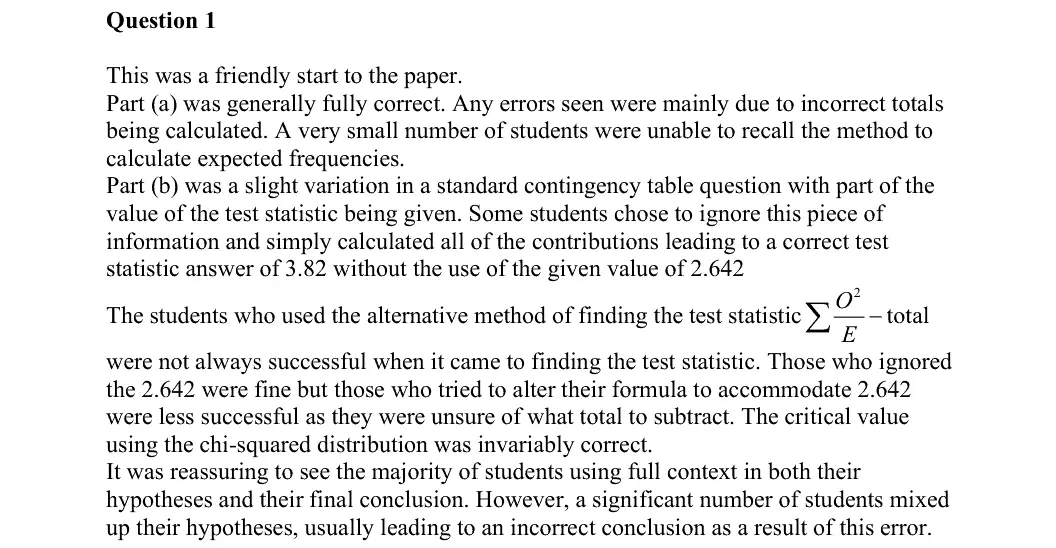 Question 1
This was a friendly start to the paper.
Part (a) was generally fully correct. Any errors seen were mainly due to incorrect totals
being calculated. A very small number of students were unable to recall the method to
calculate expected frequencies.
Part (b) was a slight variation in a standard contingency table question with part of the
value of the test statistic being given. Some students chose to ignore this piece of
information and simply calculated all of the contributions leading to a correct test
statistic answer of 3.82 without the use of the given value of 2.642
The students who used the alternative method of finding the test statistic ∑ O²/E − total
were not always successful when it came to finding the test statistic. Those who ignored
the 2.642 were fine but those who tried to alter their formula to accommodate 2.642
were less successful as they were unsure of what total to subtract. The critical value
using the chi-squared distribution was invariably correct.
It was reassuring to see the majority of students using full context in both their
hypotheses and their final conclusion. However, a significant number of students mixed
up their hypotheses, usually leading to an incorrect conclusion as a result of this error.